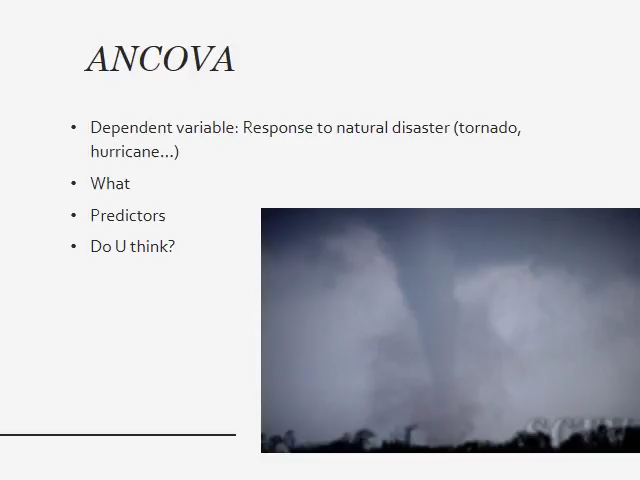 ANCOVA
• Dependent variable: Response to natural disaster (tornado,
hurricane...)
• What
• Predictors
• Do U think?